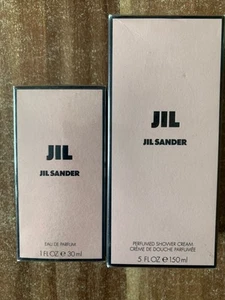 JIL
JIL SANDER
EAU DE PARFUM
1 FL OZ ℮ 30 ml
JIL
JIL SANDER
PERFUMED SHOWER CREAM
CRÈME DE DOUCHE PARFUMÉE
5 FL OZ ℮ 150 ml